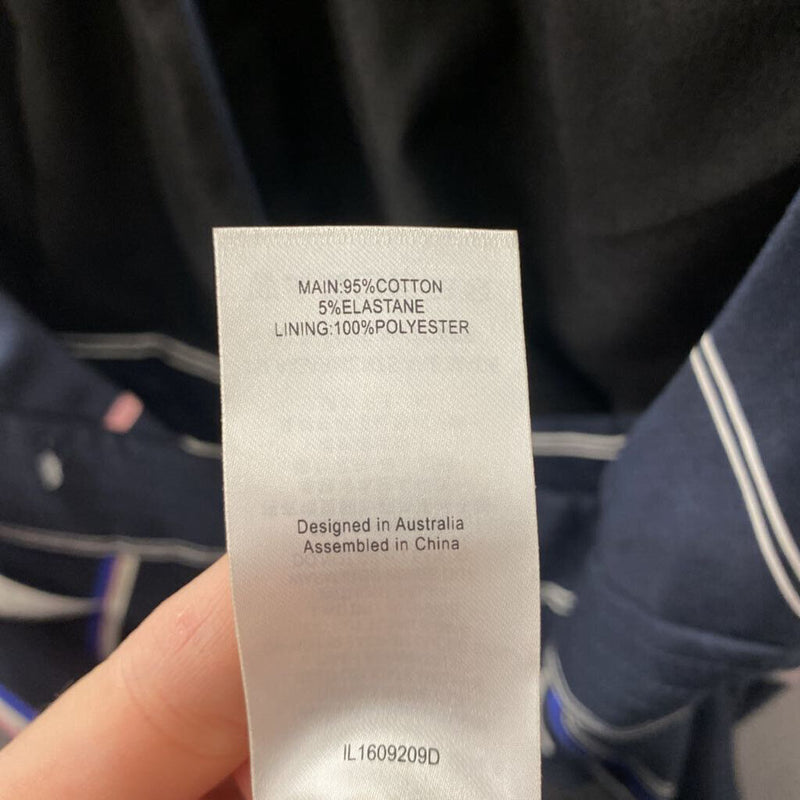 MAIN:95%COTTON
5%ELASTANE
LINING:100%POLYESTER
Designed in Australia
Assembled in China
IL1609209D